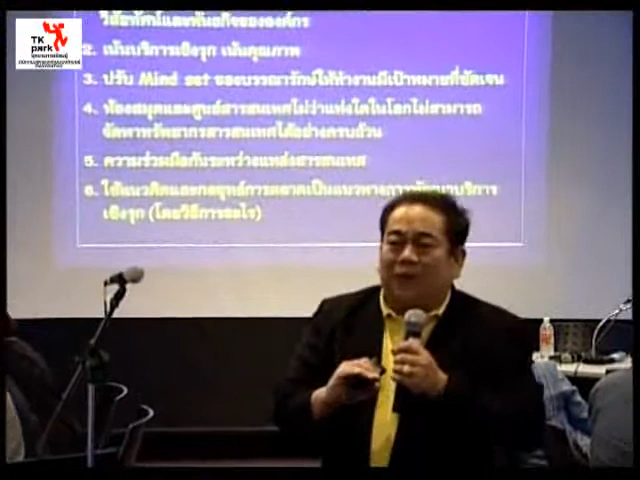 TK
park
วิสัยทัศน์และพันธกิจขององค์กร
2. เน้นบริการเชิงรุก เน้นคุณภาพ
3. ปรับ Mind set ของบรรณารักษ์ให้ทำงานมีเป้าหมายที่ชัดเจน
4. ห้องสมุดและศูนย์สารสนเทศไม่ว่าแห่งใดในโลกไม่สามารถ
จัดหาทรัพยากรสารสนเทศได้อย่างครบถ้วน
5. ความร่วมมือกันระหว่างแหล่งสารสนเทศ
6. ใช้แนวคิดและกลยุทธ์การตลาดเป็นแนวทางการพัฒนาบริการ
เชิงรุก (โดยวิธีการอะไร)